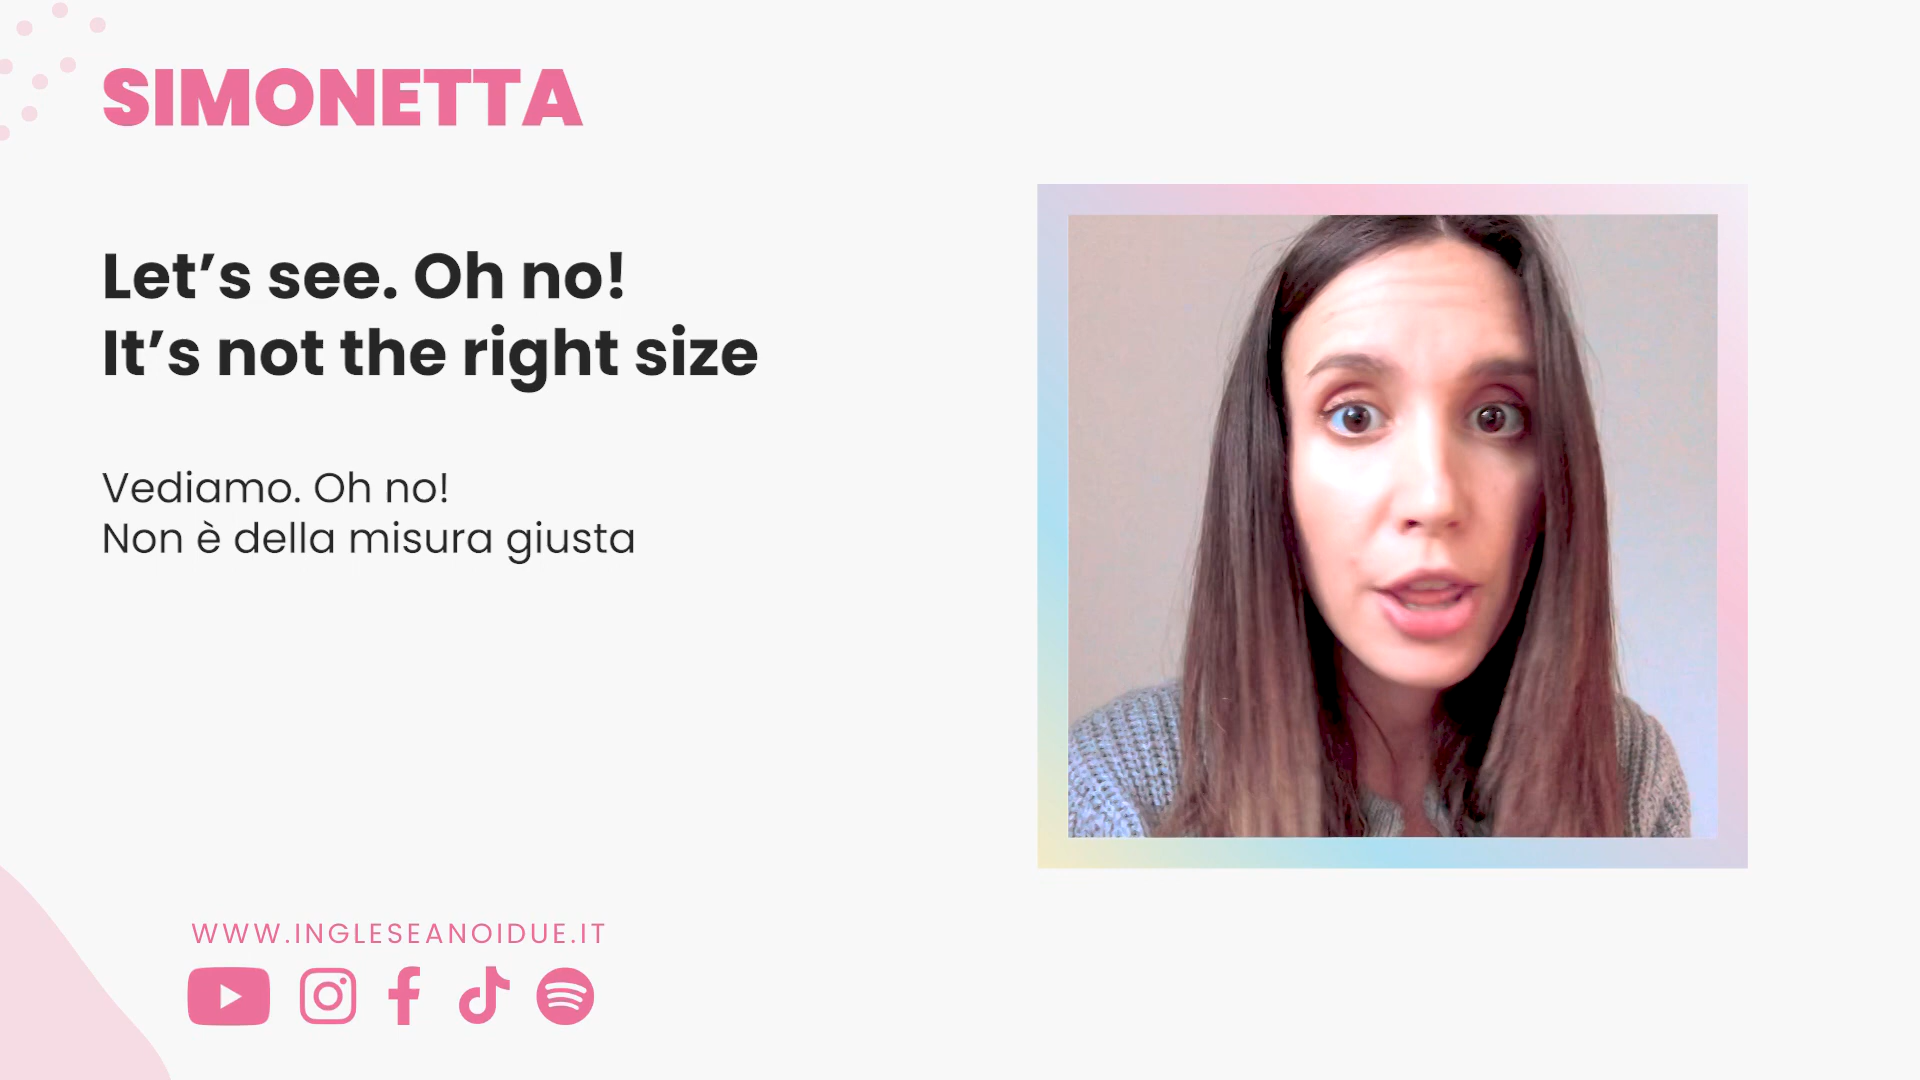 SIMONETTA
Let’s see. Oh no!
It’s not the right size
Vediamo. Oh no!
Non è della misura giusta
WWW.INGLESEANOIDUE.IT